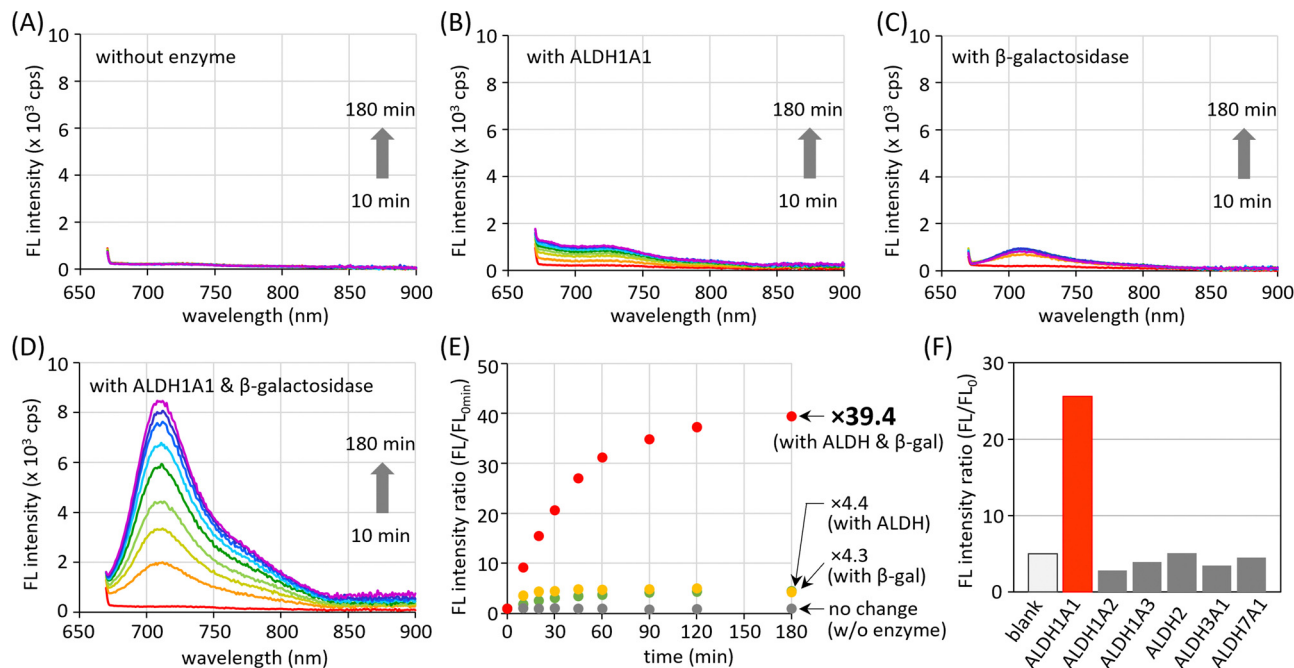 (A)
FL intensity (x 10³ cps)
10
8
6
4
2
0
without enzyme
180 min
10 min
650 700 750 800 850 900
wavelength (nm)
(B)
FL intensity (x 10³ cps)
10
8
6
4
2
0
with ALDH1A1
180 min
10 min
650 700 750 800 850 900
wavelength (nm)
(C)
FL intensity (x 10³ cps)
10
8
6
4
2
0
with β-galactosidase
180 min
10 min
650 700 750 800 850 900
wavelength (nm)
(D)
FL intensity (x 10³ cps)
10
8
6
4
2
0
with ALDH1A1 & β-galactosidase
180 min
10 min
650 700 750 800 850 900
wavelength (nm)
(E)
FL intensity ratio (FL/FL0min)
50
40
30
20
10
0
×39.4
(with ALDH & β-gal)
×4.4
(with ALDH)
×4.3
(with β-gal)
no change
(w/o enzyme)
0 30 60 90 120 150 180
time (min)
(F)
FL intensity ratio (FL/FL0)
30
20
10
0
blank
ALDH1A1
ALDH1A2
ALDH1A3
ALDH2
ALDH3A1
ALDH7A1